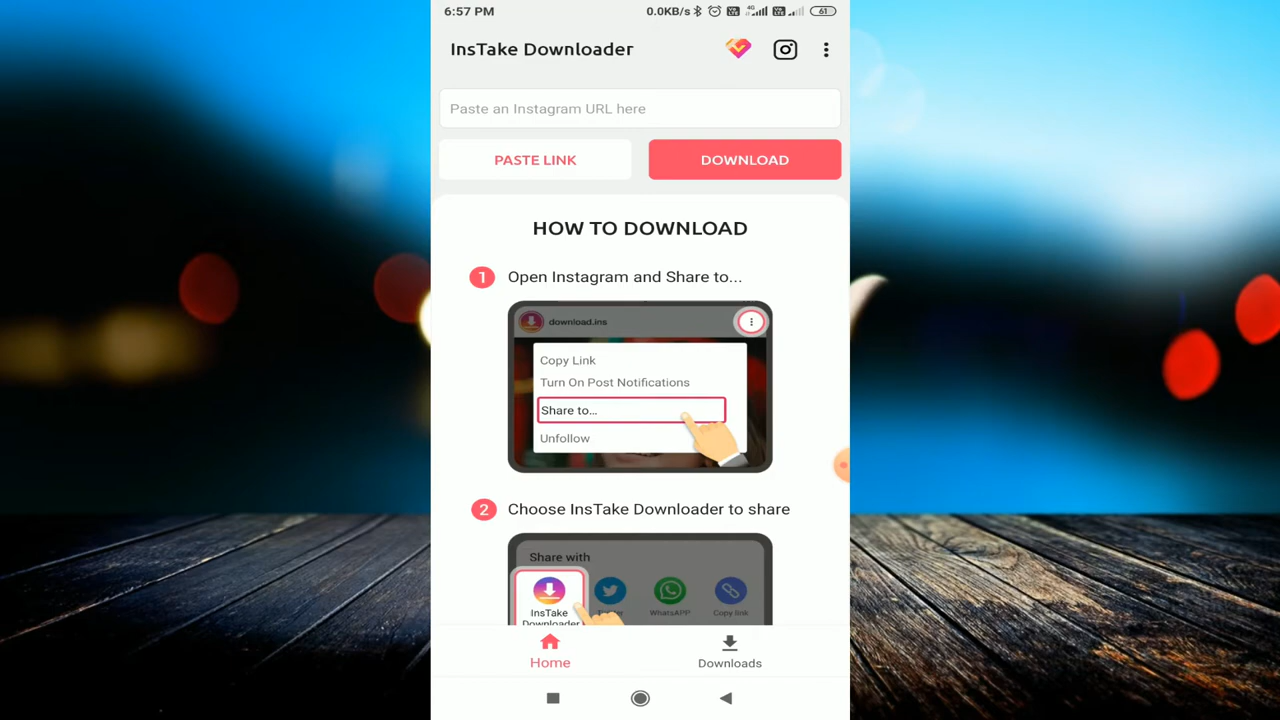 6:57 PM
0.0KB/s 4G 61
InsTake Downloader
Paste an Instagram URL here
PASTE LINK
DOWNLOAD
HOW TO DOWNLOAD
1 Open Instagram and Share to...
download.ins
Copy Link
Turn On Post Notifications
Share to...
Unfollow
2 Choose InsTake Downloader to share
Share with
InsTake
Downloader
WhatsAPP
Copy link
Home
Downloads